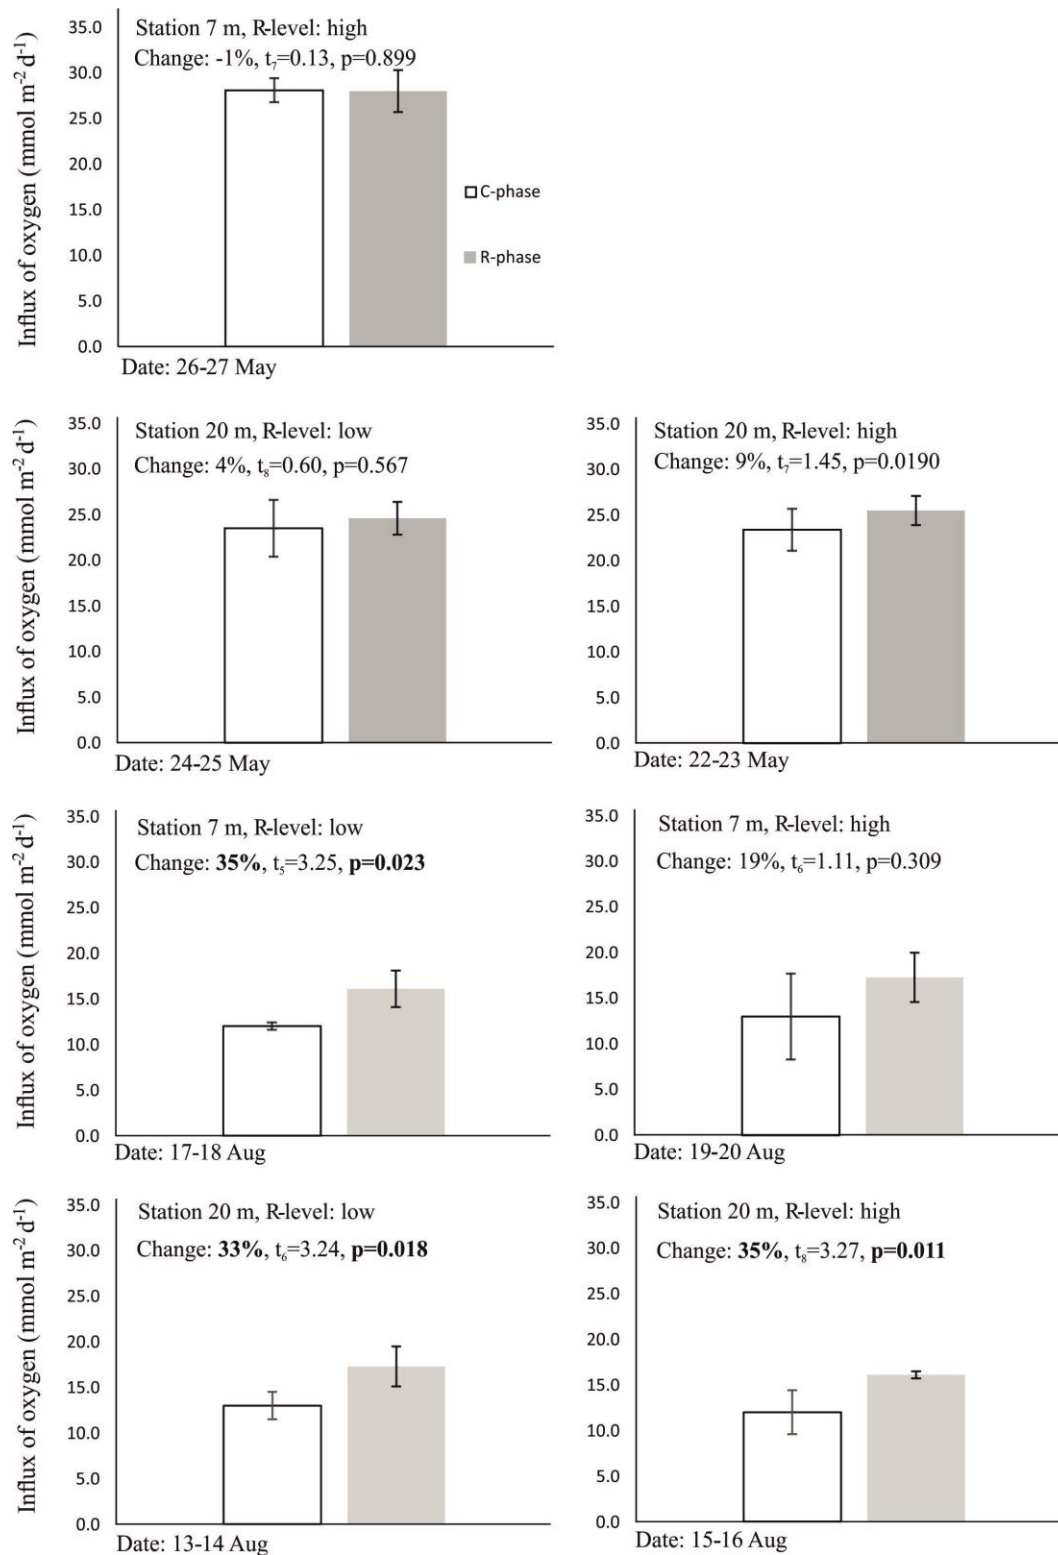 Influx of oxygen (mmol m⁻² d⁻¹)
35.0
30.0
25.0
20.0
15.0
10.0
5.0
0.0
Station 7 m, R-level: high
Change: -1%, t₇=0.13, p=0.899
C-phase
R-phase
Date: 26-27 May
Influx of oxygen (mmol m⁻² d⁻¹)
35.0
30.0
25.0
20.0
15.0
10.0
5.0
0.0
Station 20 m, R-level: low
Change: 4%, t₈=0.60, p=0.567
Date: 24-25 May
35.0
30.0
25.0
20.0
15.0
10.0
5.0
0.0
Station 20 m, R-level: high
Change: 9%, t₇=1.45, p=0.0190
Date: 22-23 May
Influx of oxygen (mmol m⁻² d⁻¹)
35.0
30.0
25.0
20.0
15.0
10.0
5.0
0.0
Station 7 m, R-level: low
Change: 35%, t₅=3.25, p=0.023
Date: 17-18 Aug
35.0
30.0
25.0
20.0
15.0
10.0
5.0
0.0
Station 7 m, R-level: high
Change: 19%, t₆=1.11, p=0.309
Date: 19-20 Aug
Influx of oxygen (mmol m⁻² d⁻¹)
35.0
30.0
25.0
20.0
15.0
10.0
5.0
0.0
Station 20 m, R-level: low
Change: 33%, t₆=3.24, p=0.018
Date: 13-14 Aug
35.0
30.0
25.0
20.0
15.0
10.0
5.0
0.0
Station 20 m, R-level: high
Change: 35%, t₈=3.27, p=0.011
Date: 15-16 Aug